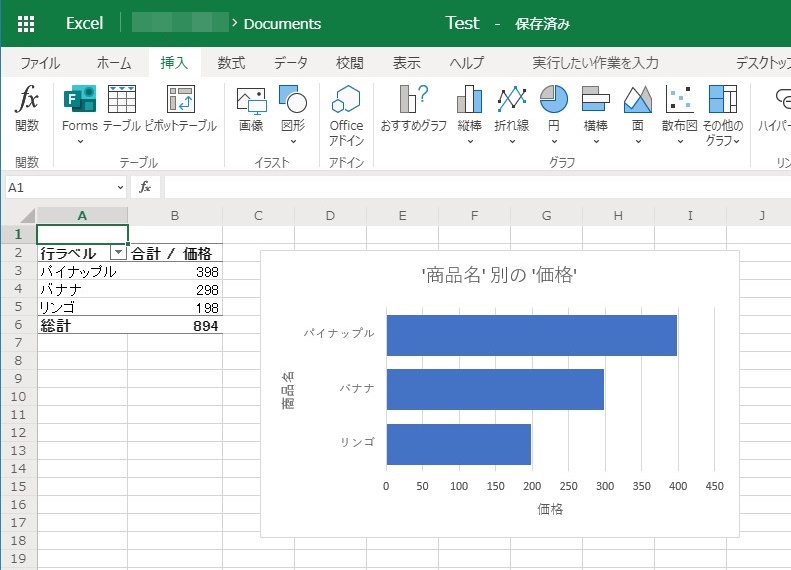 Excel > Documents Test - 保存済み
ファイル ホーム 挿入 数式 データ 校閲 表示 ヘルプ 実行したい作業を入力 デスクトップ
fx
関数 Forms テーブル ピボットテーブル 画像 図形 Office アドイン おすすめグラフ 縦棒 折れ線 円 横棒 面 散布図 その他の グラフ ハイパー
関数 テーブル イラスト アドイン グラフ リン
A1 fx
A B C D E F G H I J
1
2 行ラベル 合計 / 価格
3 パイナップル 398
4 バナナ 298
5 リンゴ 198
6 総計 894
7
8
9
10
11
12
13
14
15
16
17
18
19
'商品名' 別の '価格'
商品名
パイナップル
バナナ
リンゴ
0 50 100 150 200 250 300 350 400 450
価格